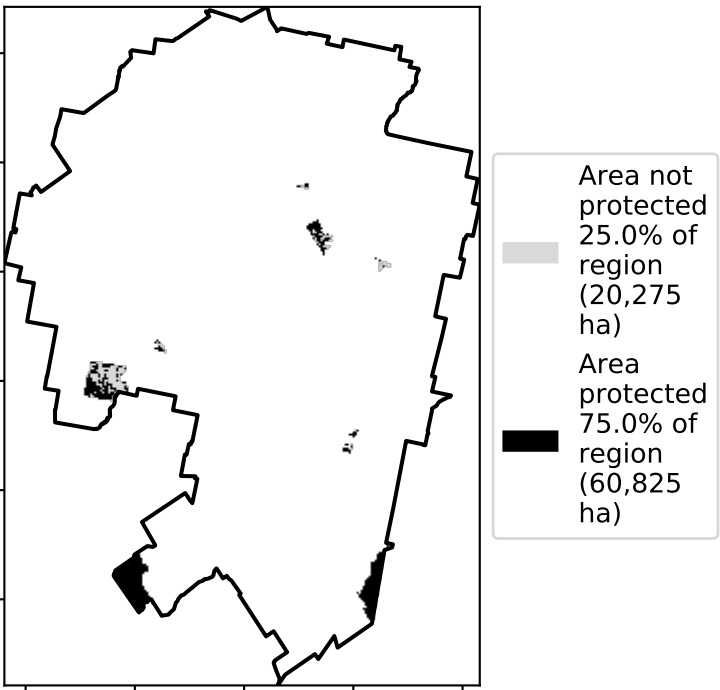 Area not
protected
25.0% of
region
(20,275
ha)
Area
protected
75.0% of
region
(60,825
ha)